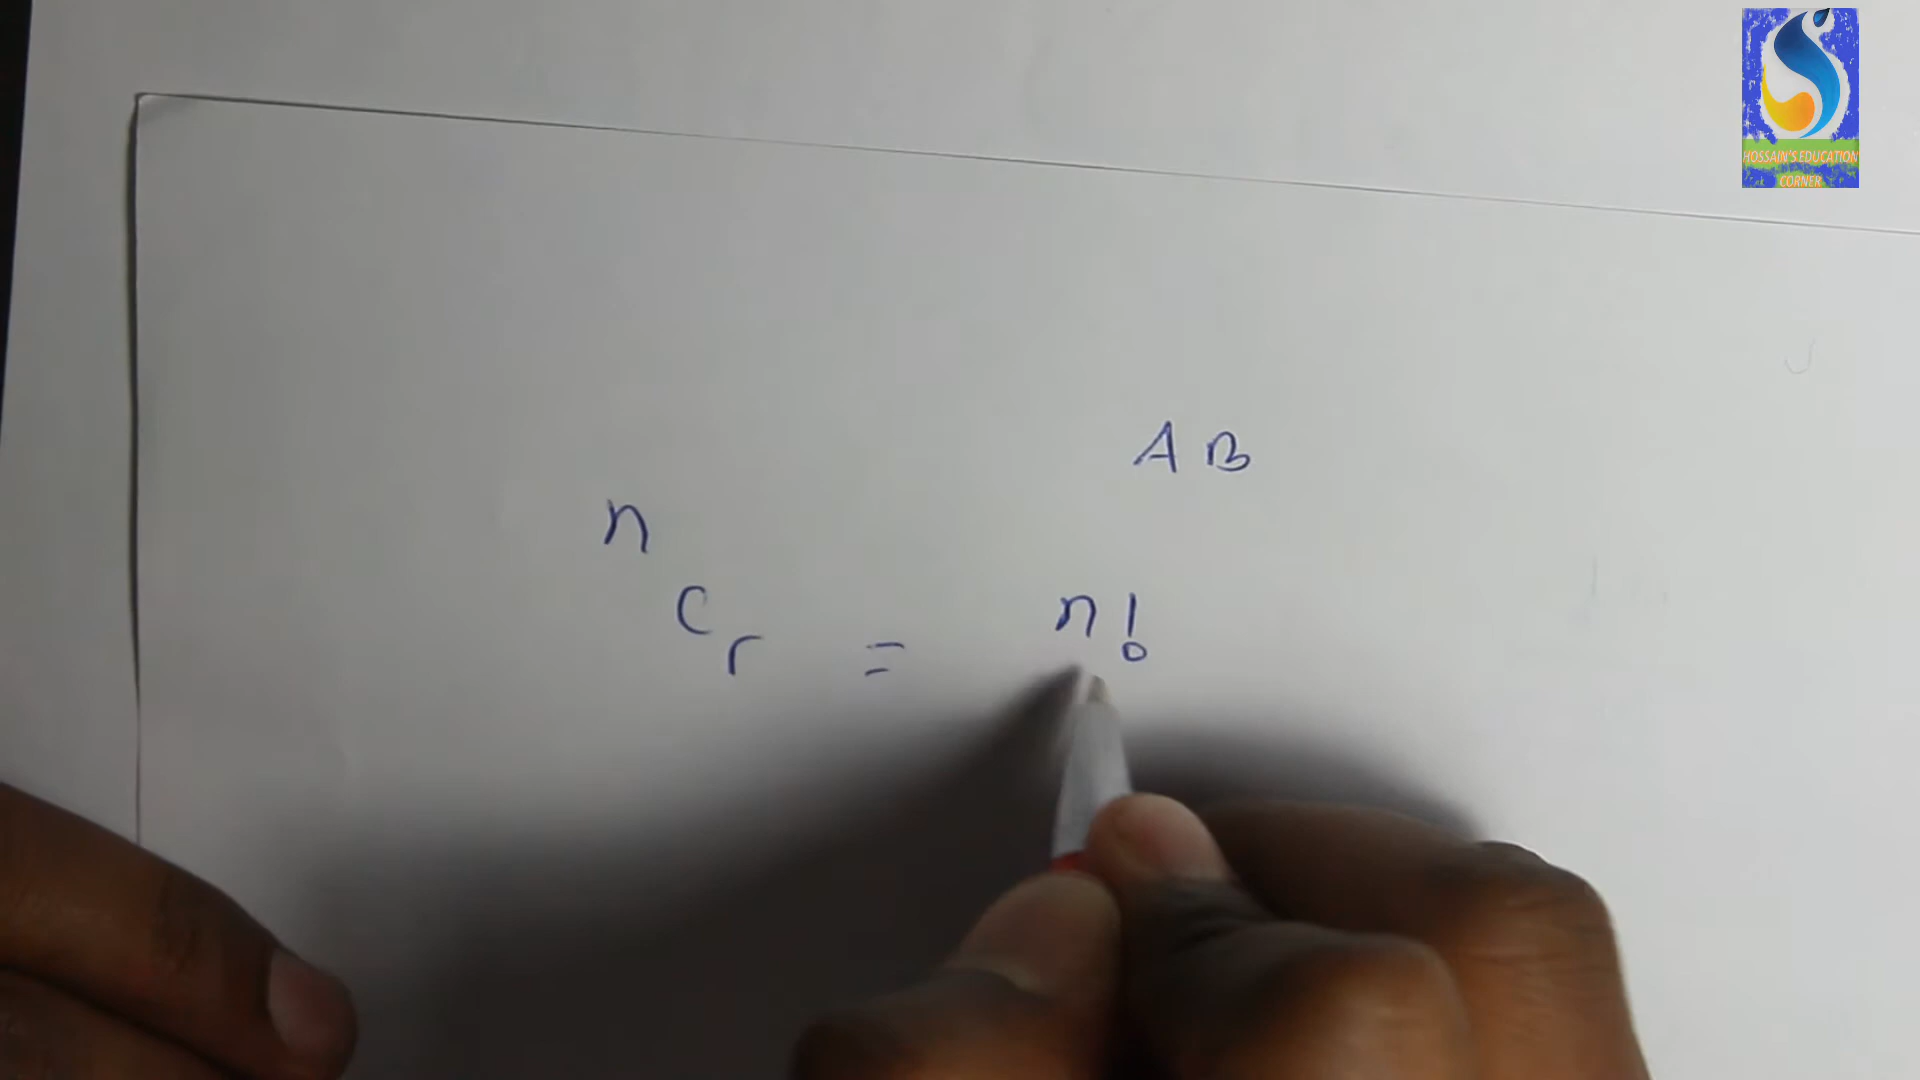 HOSSAIN'S EDUCATION
CORNER
A B
n
C r = n!